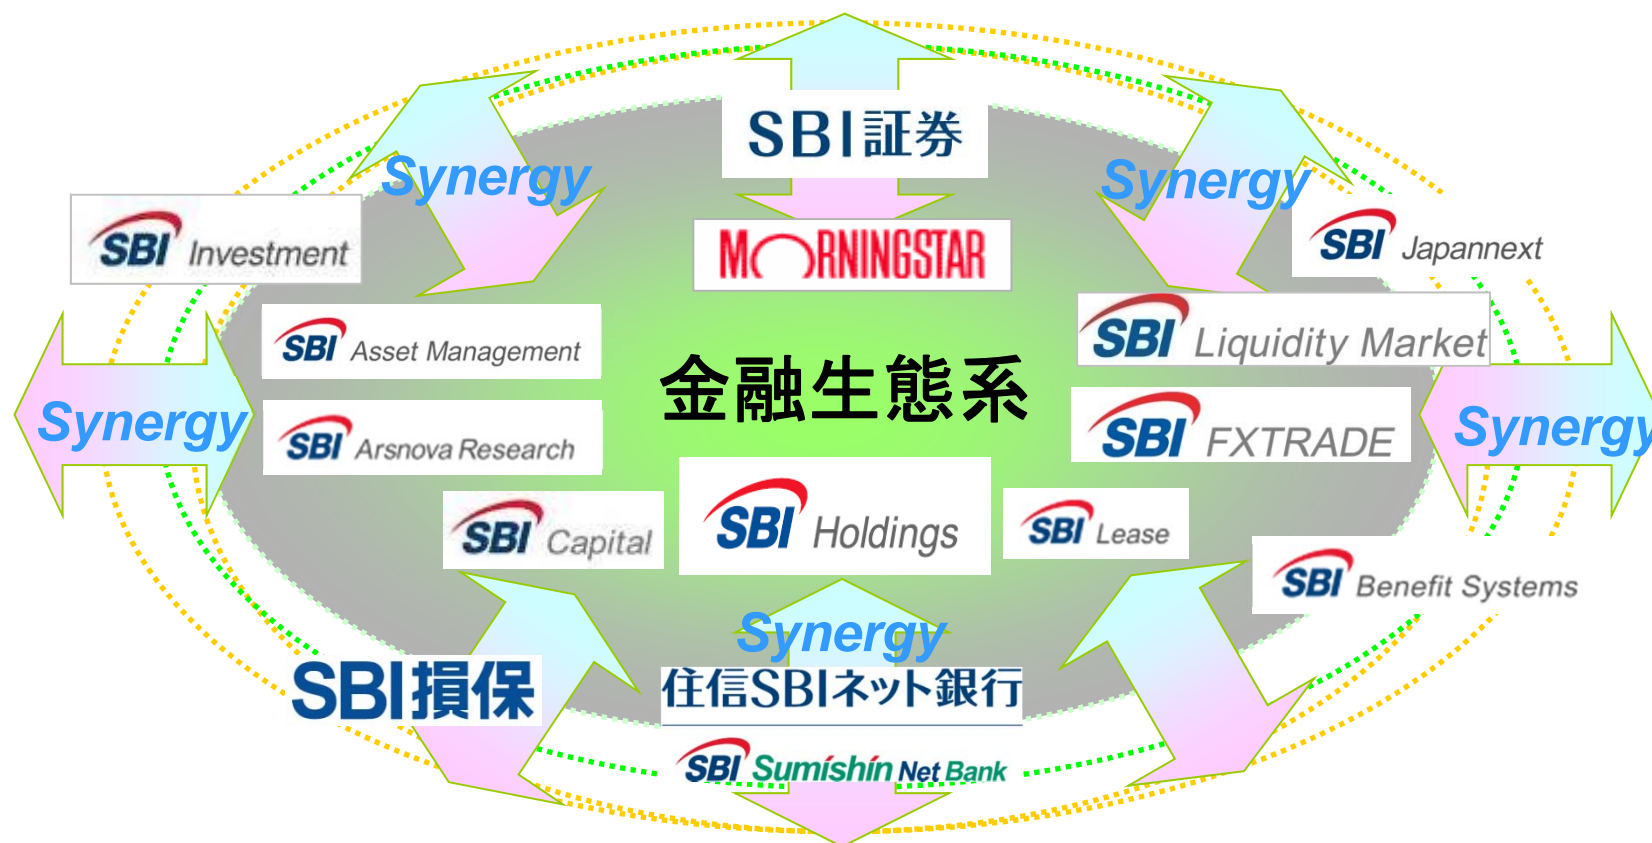 SBI証券
Synergy
Synergy
SBI Investment
MORNINGSTAR
SBI Japannext
SBI Asset Management
SBI Liquidity Market
金融生態系
Synergy
SBI Arsnova Research
SBI FXTRADE
Synergy
SBI Capital
SBI Holdings
SBI Lease
SBI Benefit Systems
Synergy
SBI損保
住信SBIネット銀行
SBI Sumishin Net Bank